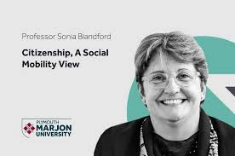 Professor Sonia Blandford
Citizenship, A Social
Mobility View
PLYMOUTH
MARJON
UNIVERSITY